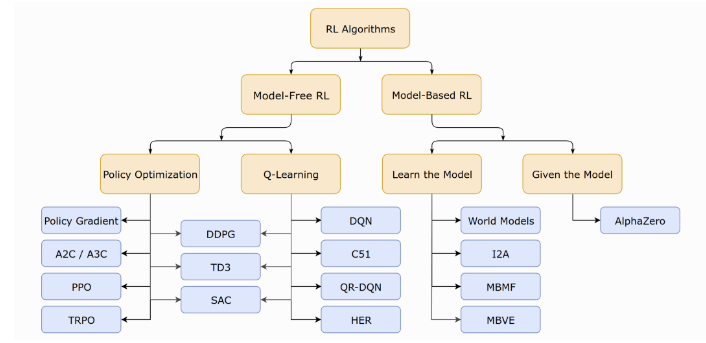 RL Algorithms
Model-Free RL
Model-Based RL
Policy Optimization
Q-Learning
Learn the Model
Given the Model
Policy Gradient
DDPG
DQN
World Models
AlphaZero
A2C / A3C
TD3
C51
I2A
PPO
SAC
QR-DQN
MBMF
TRPO
HER
MBVE